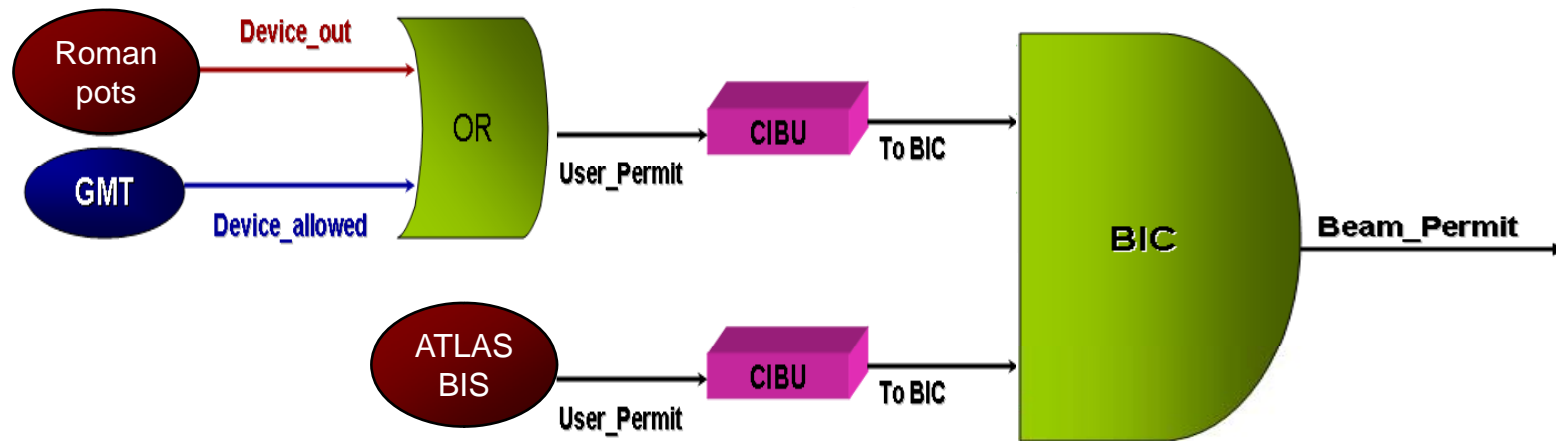 Roman
pots
Device_out
GMT
Device_allowed
OR
User_Permit
CIBU
To BIC
ATLAS
BIS
User_Permit
CIBU
To BIC
BIC
Beam_Permit